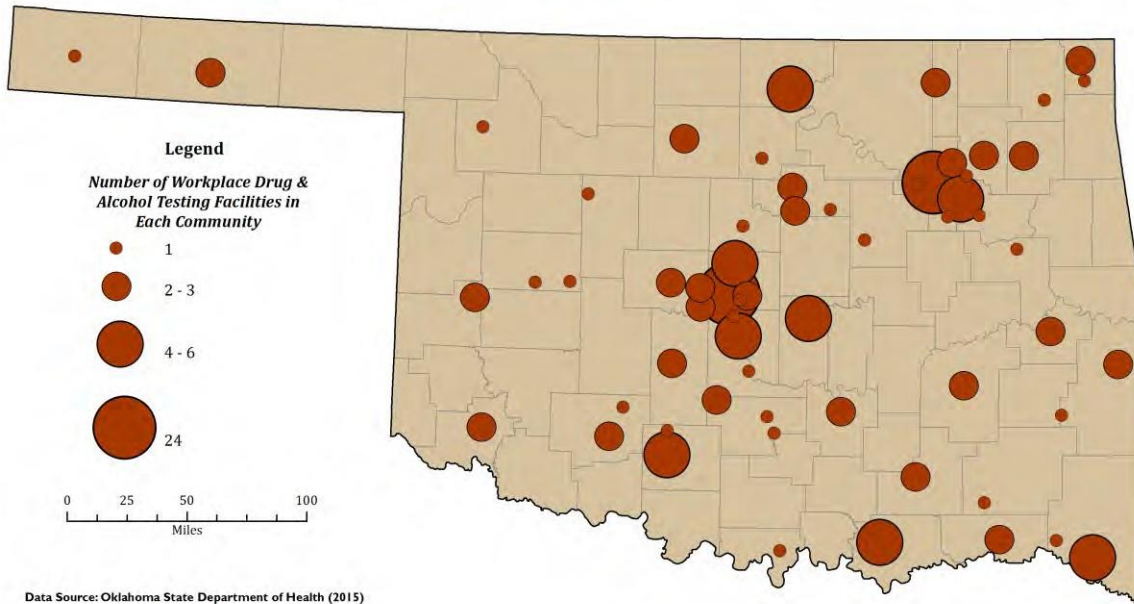 Legend
Number of Workplace Drug &
Alcohol Testing Facilities in
Each Community
1
2 - 3
4 - 6
24
0 25 50 100
Miles
Data Source: Oklahoma State Department of Health (2015)